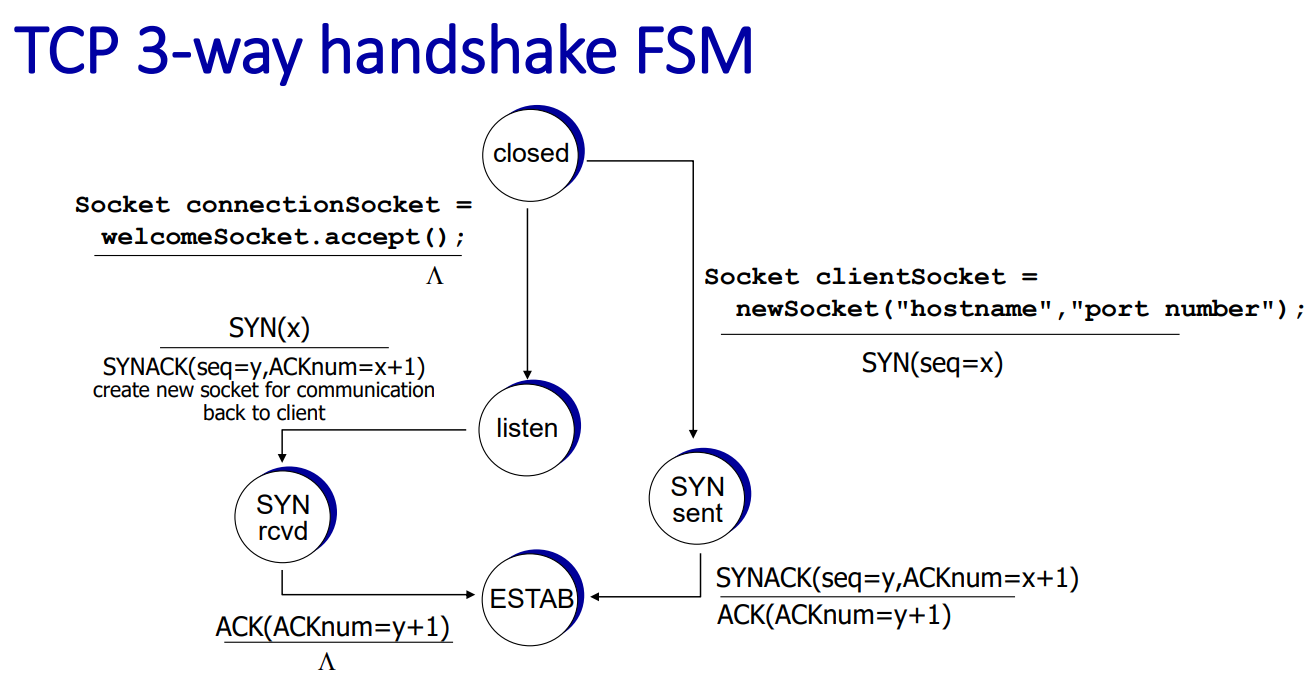 TCP 3-way handshake FSM
closed
Socket connectionSocket =
welcomeSocket.accept();
Λ
Socket clientSocket =
newSocket("hostname","port number");
SYN(seq=x)
SYN(x)
SYNACK(seq=y,ACKnum=x+1)
create new socket for communication
back to client
listen
SYN
rcvd
SYN
sent
ESTAB
SYNACK(seq=y,ACKnum=x+1)
ACK(ACKnum=y+1)
ACK(ACKnum=y+1)
Λ